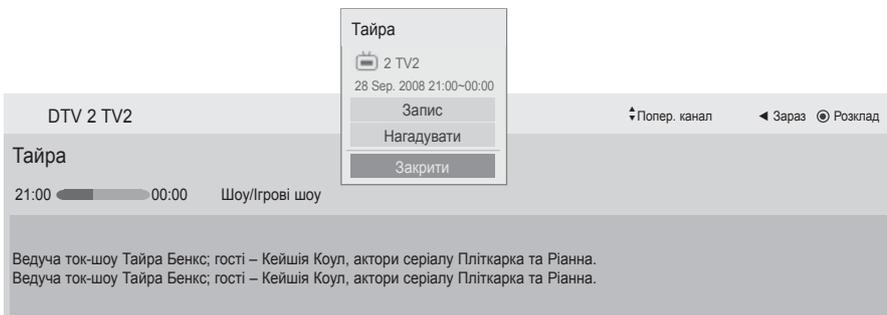 Тайра
2 TV2
28 Sep. 2008 21:00~00:00
Запис
Нагадувати
Закрити
DTV 2 TV2
Попер. канал
Зараз
Розклад
Тайра
21:00
00:00
Шоу/Ігрові шоу
Ведуча ток-шоу Тайра Бенкс; гості – Кейшія Коул, актори серіалу Пліткарка та Ріанна.
Ведуча ток-шоу Тайра Бенкс; гості – Кейшія Коул, актори серіалу Пліткарка та Ріанна.